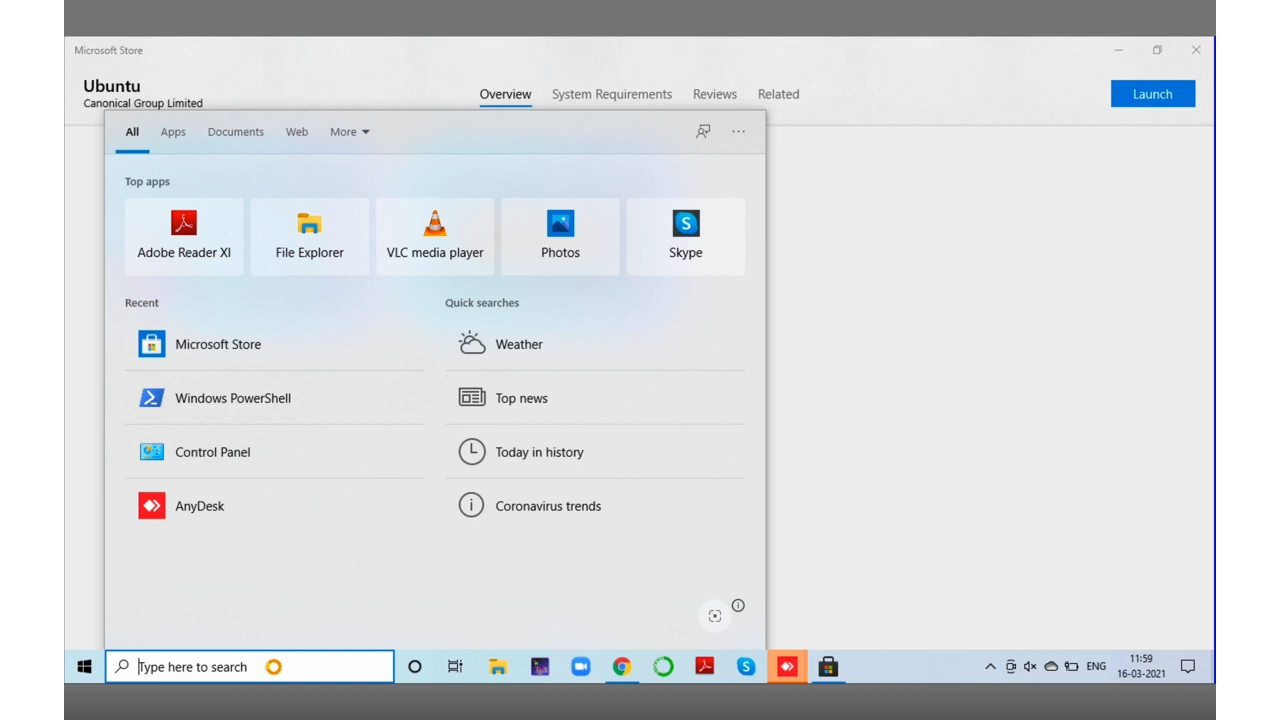 Microsoft Store
Ubuntu
Canonical Group Limited
Overview System Requirements Reviews Related
Launch
All Apps Documents Web More
Top apps
Adobe Reader XI File Explorer VLC media player Photos Skype
Recent Quick searches
Microsoft Store Weather
Windows PowerShell Top news
Control Panel Today in history
AnyDesk Coronavirus trends
Type here to search
ENG
11:59
16-03-2021